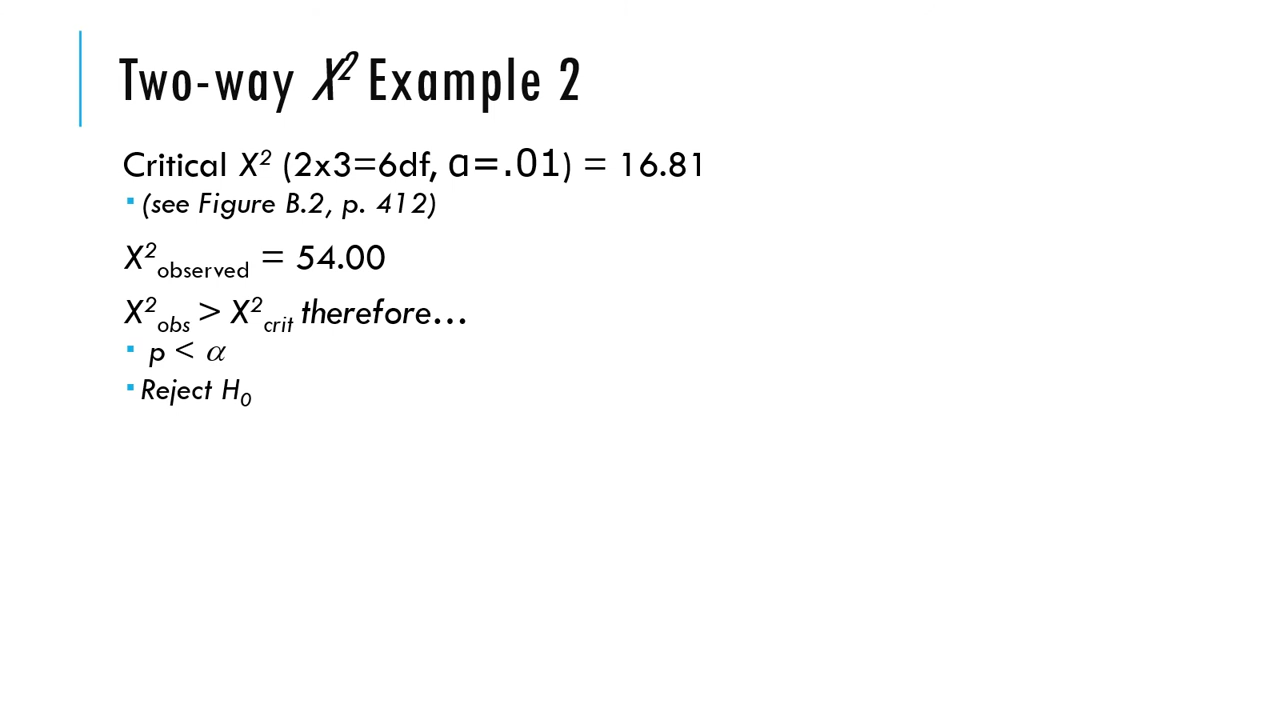 Two-way X² Example 2
Critical X² (2x3=6df, a=.01) = 16.81
▪ (see Figure B.2, p. 412)
X²observed = 54.00
X²obs > X²crit therefore…
▪ p < α
▪ Reject H₀